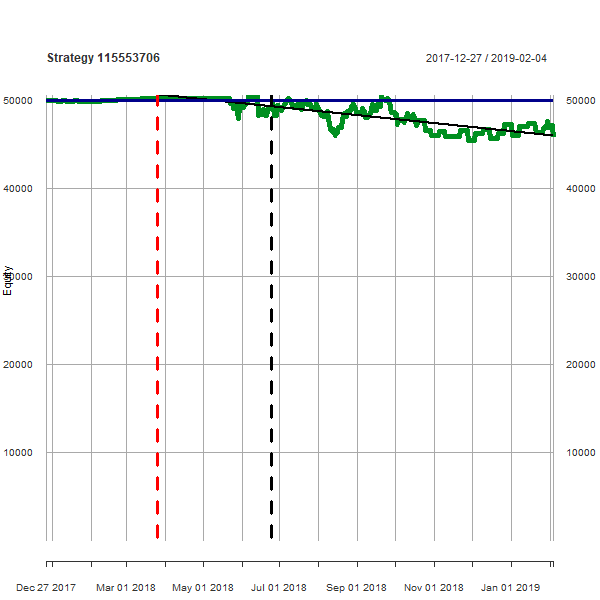 Strategy 115553706
2017-12-27 / 2019-02-04
50000
50000
40000
40000
Equity
30000
30000
20000
20000
10000
10000
Dec 27 2017
Mar 01 2018
May 01 2018
Jul 01 2018
Sep 01 2018
Nov 01 2018
Jan 01 2019